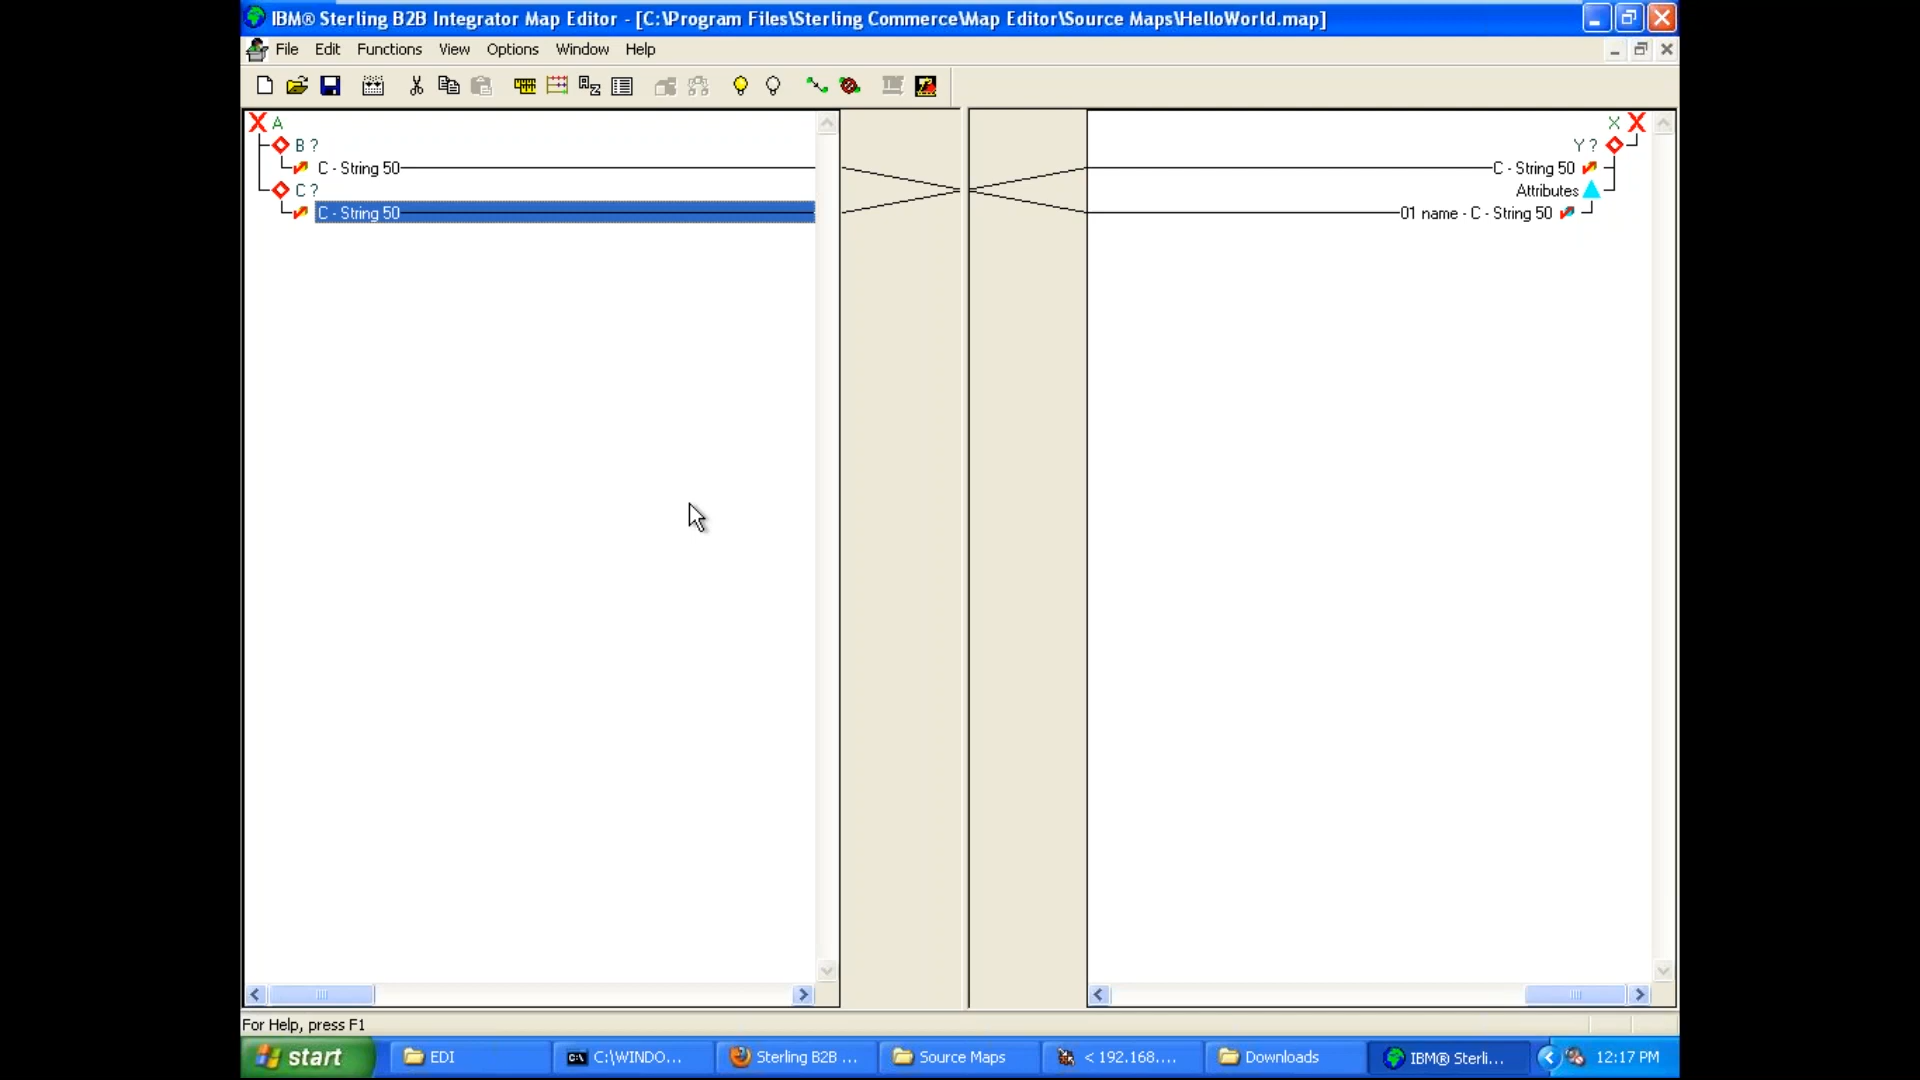 IBM® Sterling B2B Integrator Map Editor - [C:\Program Files\Sterling Commerce\Map Editor\Source Maps\HelloWorld.map]
File Edit Functions View Options Window Help
A
B ?
C - String 50
C ?
C - String 50
X
Y ?
C - String 50
Attributes
01 name - C - String 50
For Help, press F1
start EDI C:\WINDO... Sterling B2B ... Source Maps < 192.168.... Downloads IBM® Sterli... 12:17 PM